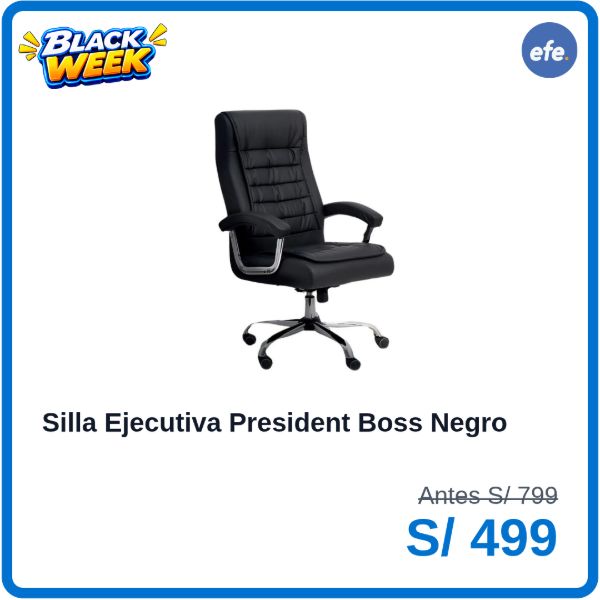 BLACK
WEEK
efe.
Silla Ejecutiva President Boss Negro
Antes S/ 799
S/ 499